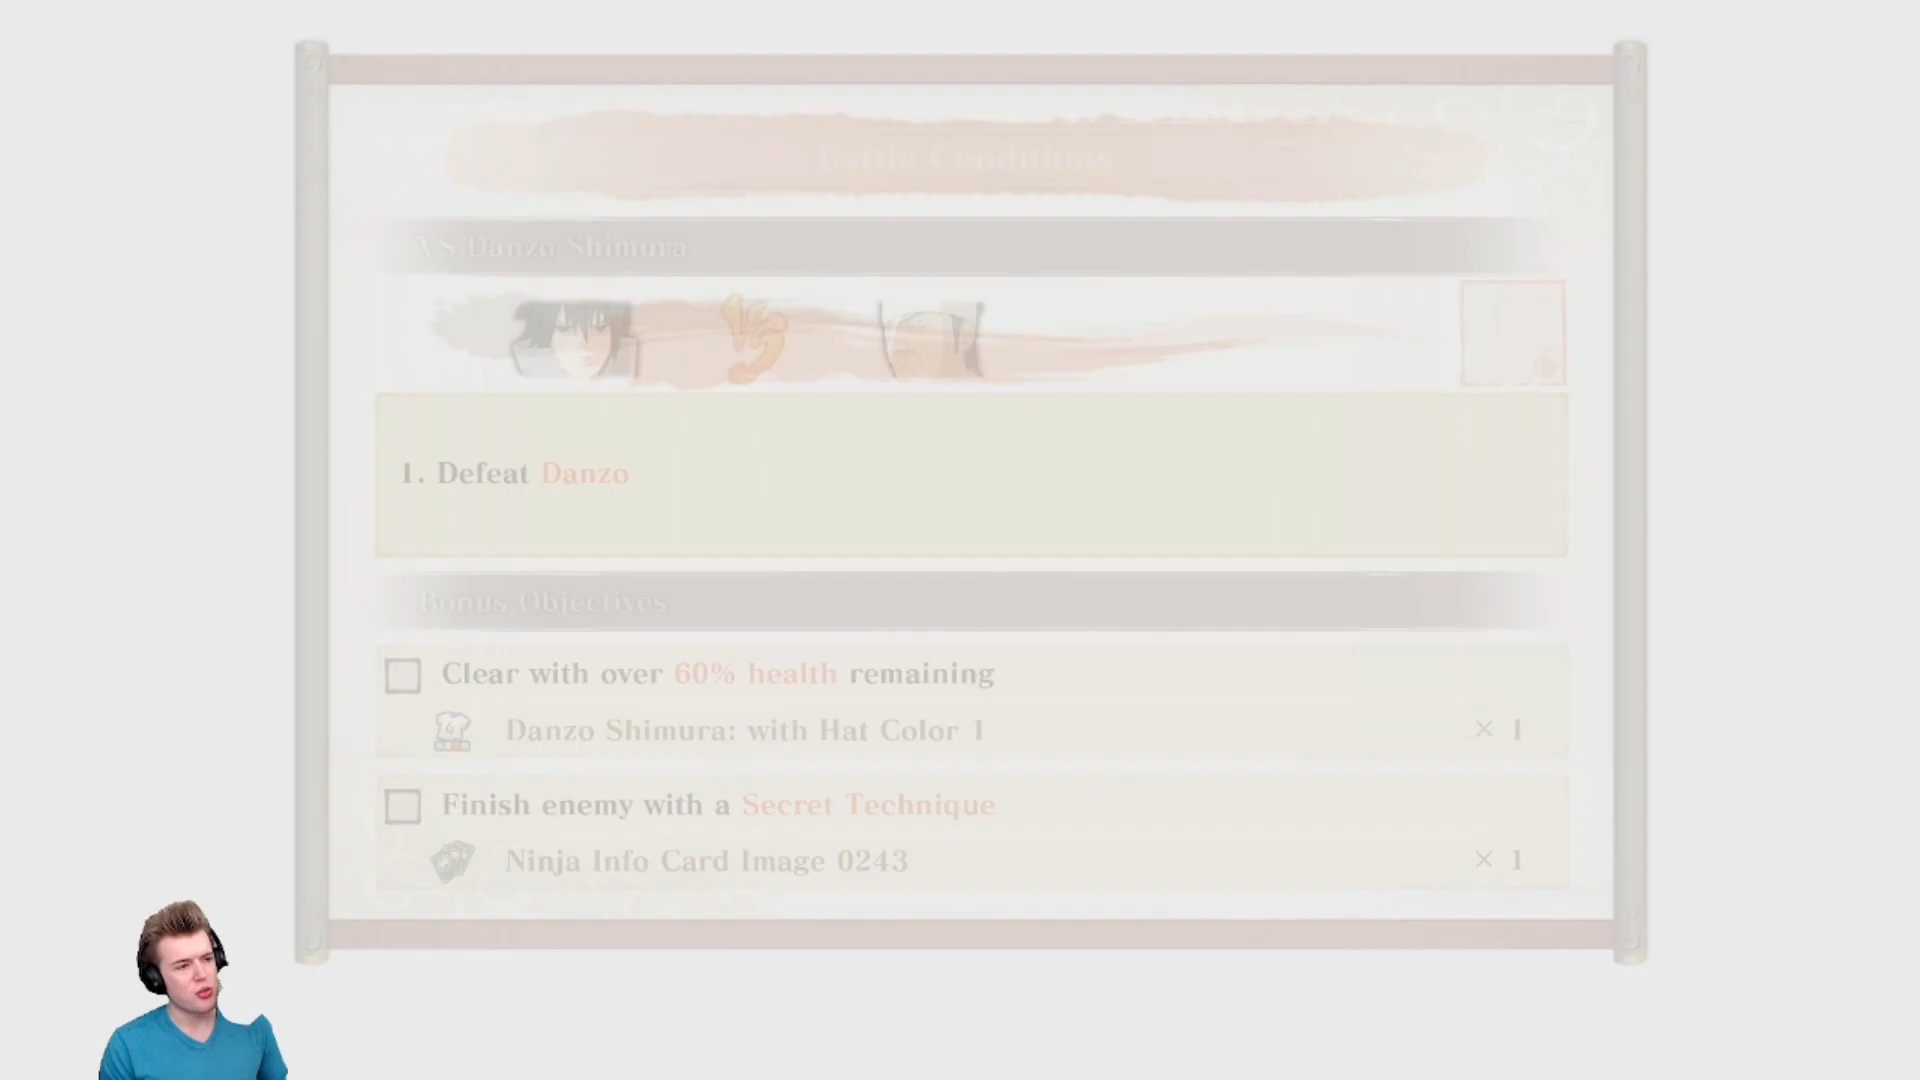 Battle Conditions
VS Danzo Shimura
VS
1. Defeat Danzo
Bonus Objectives
Clear with over 60% health remaining
Danzo Shimura: with Hat Color 1 × 1
Finish enemy with a Secret Technique
Ninja Info Card Image 0243 × 1